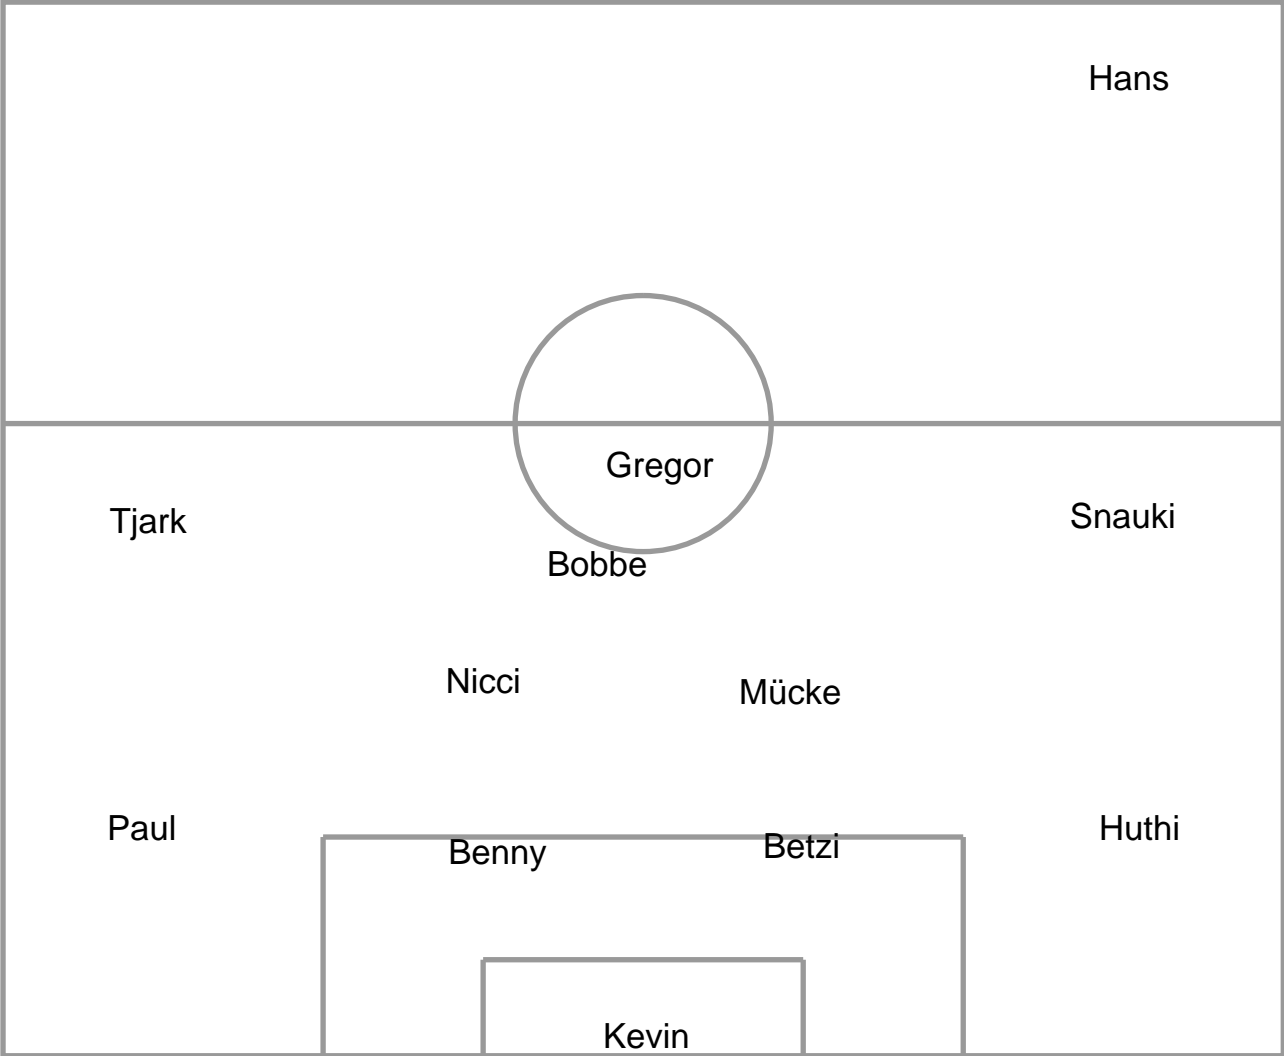 Hans
Gregor
Tjark
Snauki
Bobbe
Nicci
Mücke
Paul
Huthi
Benny
Betzi
Kevin